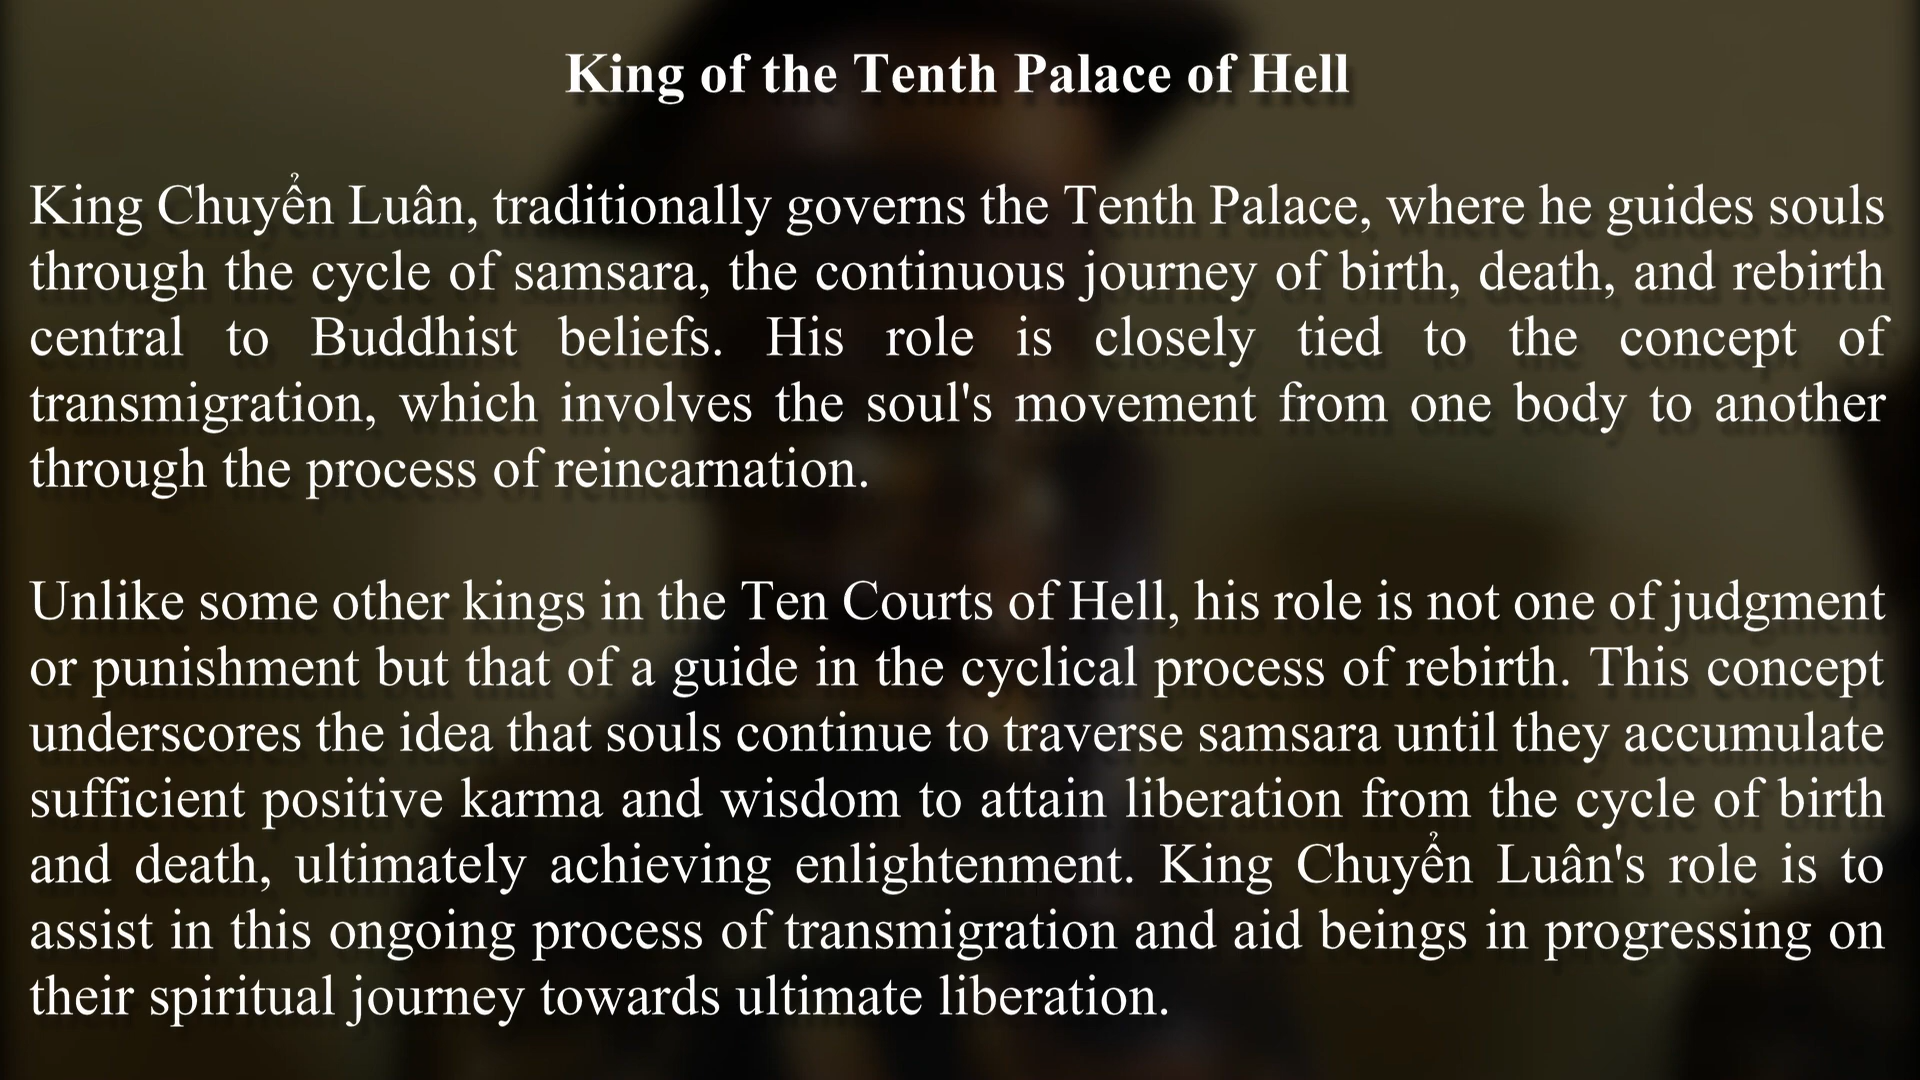 King of the Tenth Palace of Hell
King Chuyển Luân, traditionally governs the Tenth Palace, where he guides souls
through the cycle of samsara, the continuous journey of birth, death, and rebirth
central to Buddhist beliefs. His role is closely tied to the concept of
transmigration, which involves the soul's movement from one body to another
through the process of reincarnation.
Unlike some other kings in the Ten Courts of Hell, his role is not one of judgment
or punishment but that of a guide in the cyclical process of rebirth. This concept
underscores the idea that souls continue to traverse samsara until they accumulate
sufficient positive karma and wisdom to attain liberation from the cycle of birth
and death, ultimately achieving enlightenment. King Chuyển Luân's role is to
assist in this ongoing process of transmigration and aid beings in progressing on
their spiritual journey towards ultimate liberation.